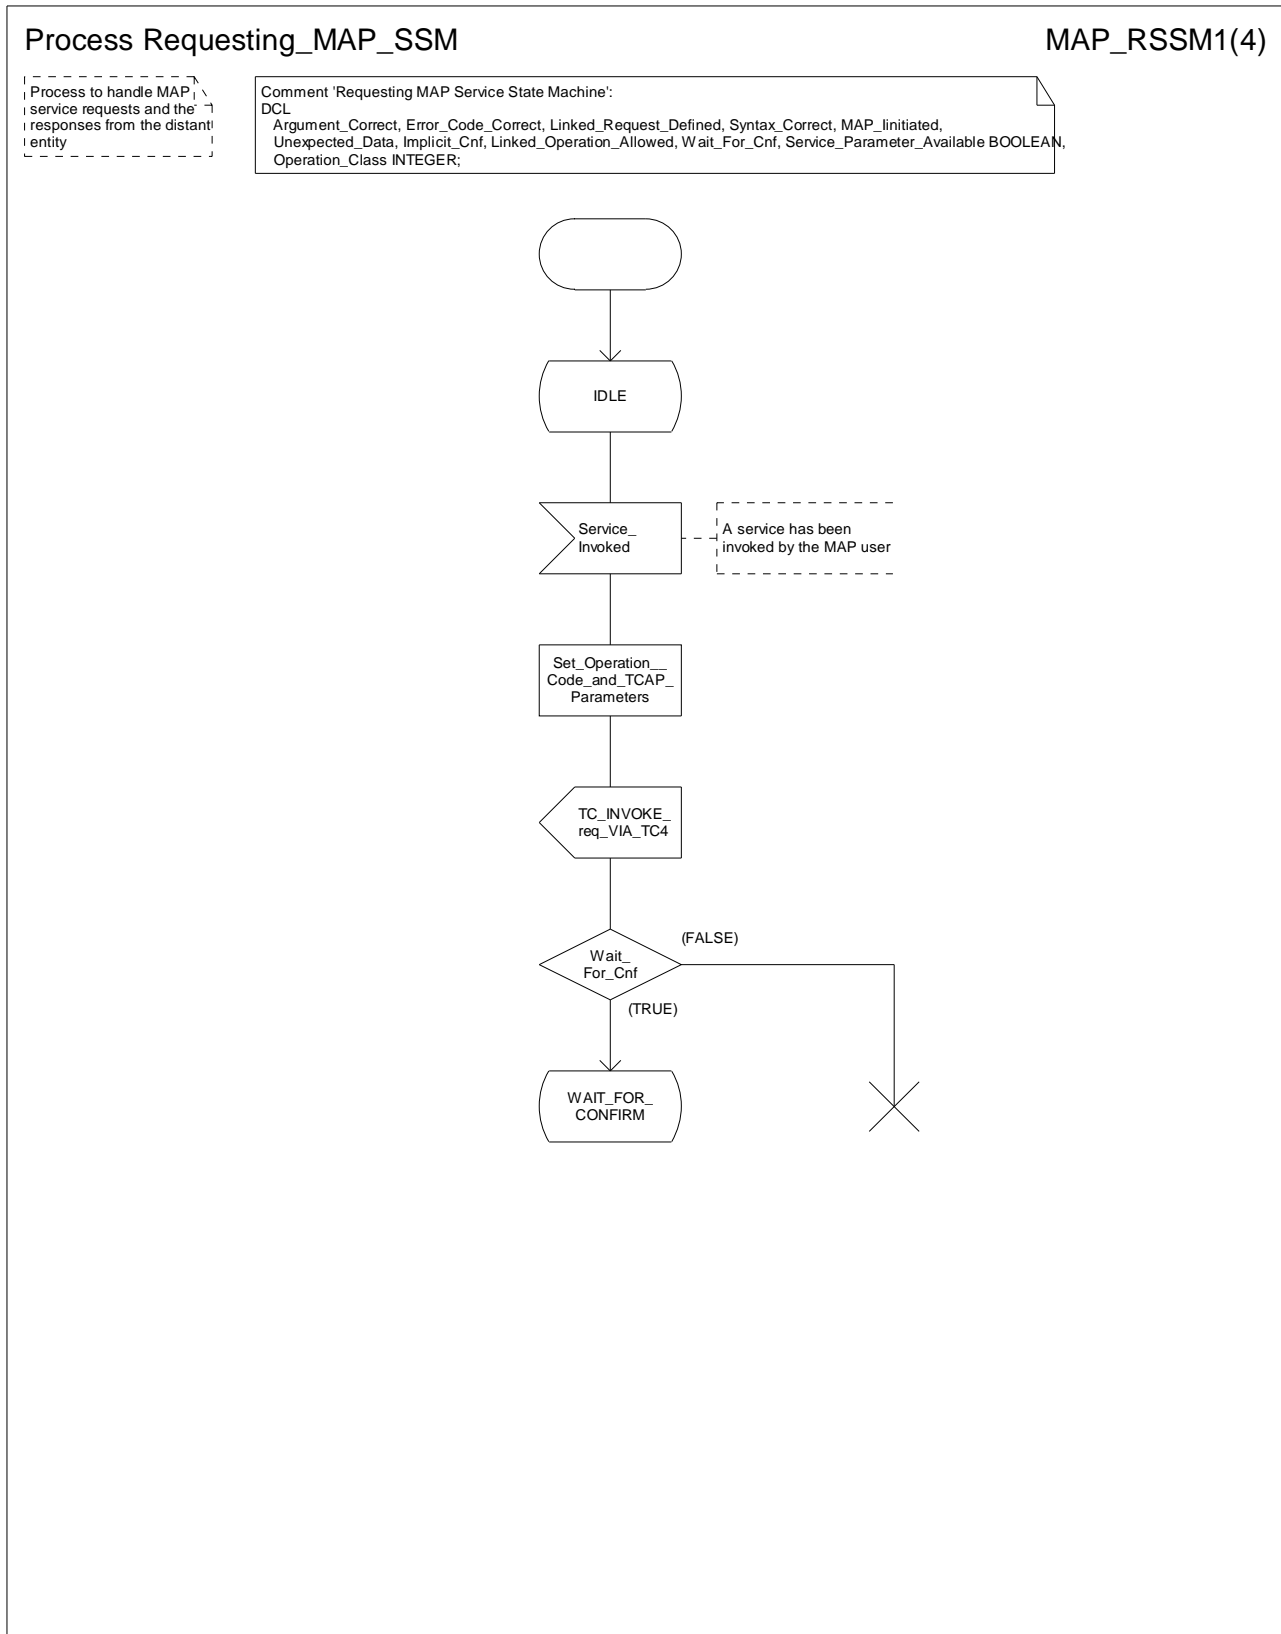 Process Requesting_MAP_SSM
MAP_RSSM1(4)
Process to handle MAP
service requests and the
responses from the distant
entity
Comment 'Requesting MAP Service State Machine':
DCL
Argument_Correct, Error_Code_Correct, Linked_Request_Defined, Syntax_Correct, MAP_Iinitiated,
Unexpected_Data, Implicit_Cnf, Linked_Operation_Allowed, Wait_For_Cnf, Service_Parameter_Available BOOLEAN,
Operation_Class INTEGER;
IDLE
Service_
Invoked
A service has been
invoked by the MAP user
Set_Operation__
Code_and_TCAP_
Parameters
TC_INVOKE_
req_VIA_TC4
Wait_
For_Cnf
(FALSE)
(TRUE)
WAIT_FOR_
CONFIRM